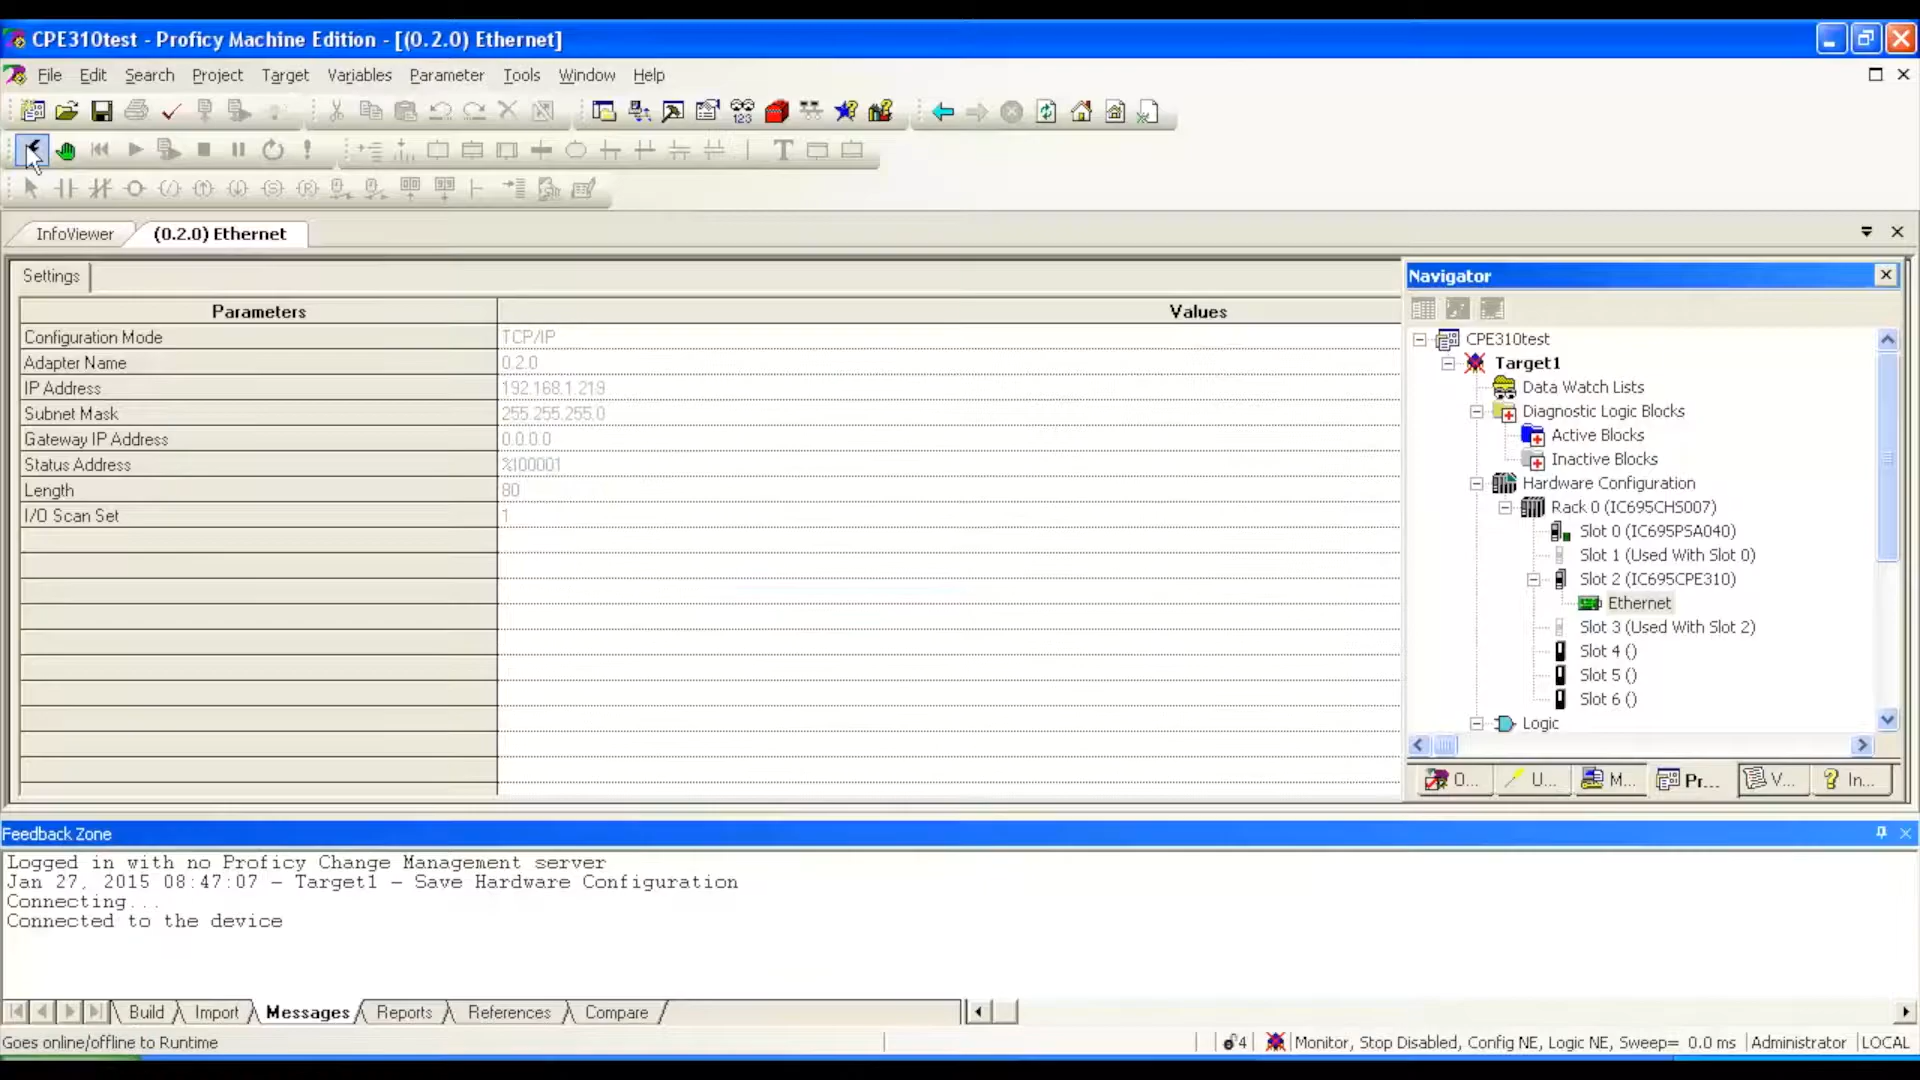 CPE310test - Proficy Machine Edition - [(0.2.0) Ethernet]
File Edit Search Project Target Variables Parameter Tools Window Help
InfoViewer (0.2.0) Ethernet
Settings
Parameters Values
Configuration Mode TCP/IP
Adapter Name 0.2.0
IP Address 192.168.1.219
Subnet Mask 255.255.255.0
Gateway IP Address 0.0.0.0
Status Address %I00001
Length 80
I/O Scan Set 1
Navigator
CPE310test
Target1
Data Watch Lists
Diagnostic Logic Blocks
Active Blocks
Inactive Blocks
Hardware Configuration
Rack 0 (IC695CHS007)
Slot 0 (IC695PSA040)
Slot 1 (Used With Slot 0)
Slot 2 (IC695CPE310)
Ethernet
Slot 3 (Used With Slot 2)
Slot 4 ()
Slot 5 ()
Slot 6 ()
Logic
O... U... M... Pr... V... In...
Feedback Zone
Logged in with no Proficy Change Management server
Jan 27, 2015 08:47:07 - Target1 - Save Hardware Configuration
Connecting...
Connected to the device
Build Import Messages Reports References Compare
Goes online/offline to Runtime 4 Monitor, Stop Disabled, Config NE, Logic NE, Sweep= 0.0 ms Administrator LOCAL